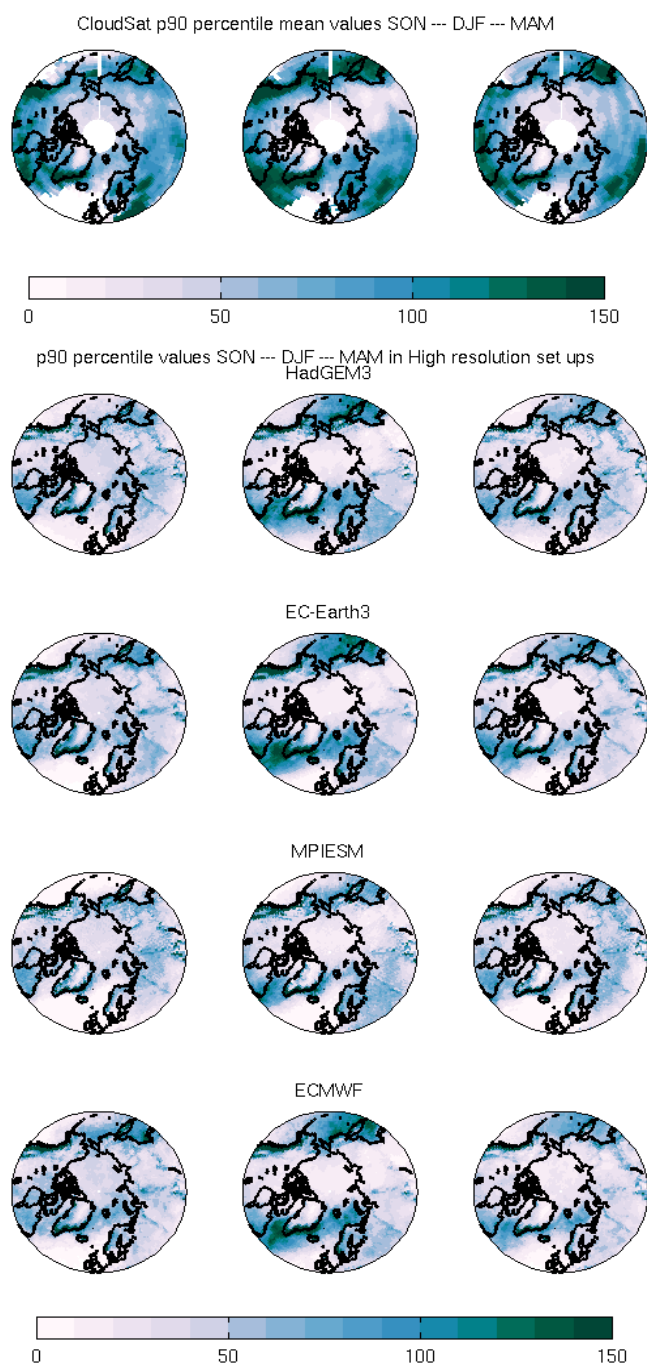 CloudSat p90 percentile mean values SON --- DJF --- MAM
0 50 100 150
p90 percentile values SON --- DJF --- MAM in High resolution set ups
HadGEM3
EC-Earth3
MPIESM
ECMWF
0 50 100 150